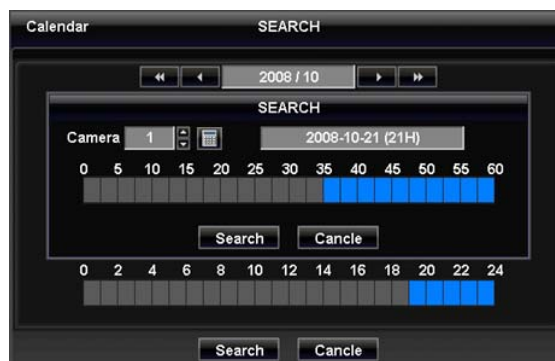 Calendar SEARCH
2008 / 10
SEARCH
Camera 1 2008-10-21 (21H)
0 5 10 15 20 25 30 35 40 45 50 55 60
Search Cancle
0 2 4 6 8 10 12 14 16 18 20 22 24
Search Cancle